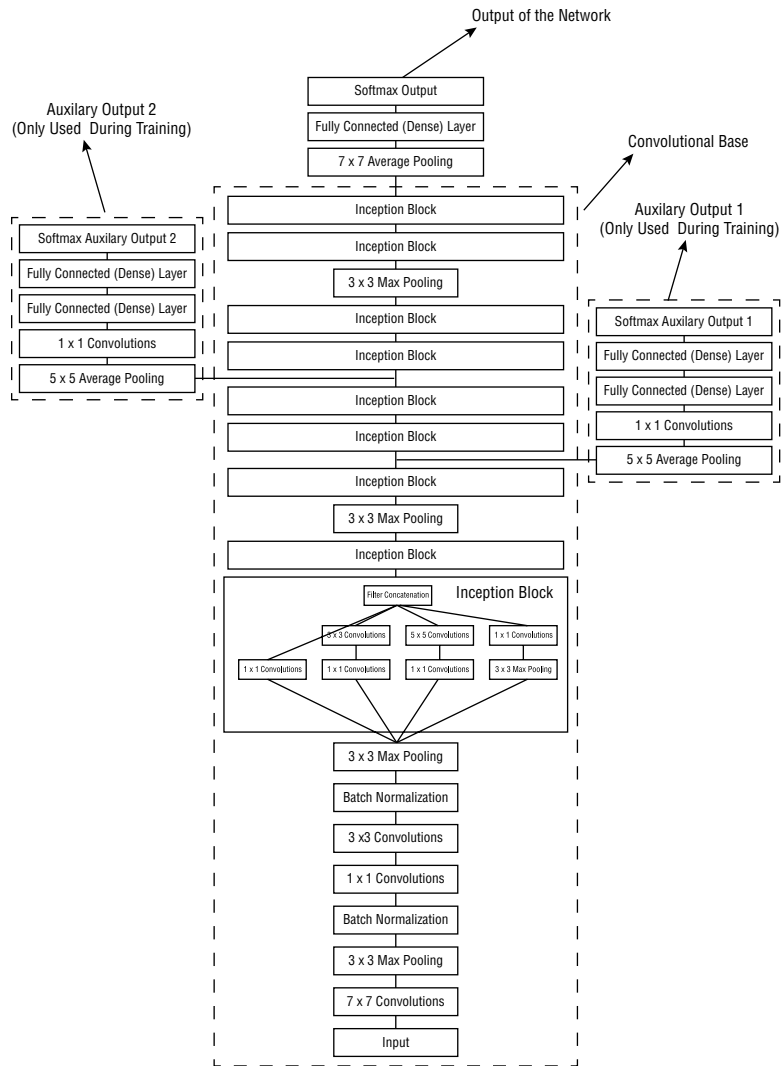 Output of the Network
Softmax Output
Fully Connected (Dense) Layer
7 x 7 Average Pooling
Auxilary Output 2
(Only Used During Training)
Softmax Auxilary Output 2
Fully Connected (Dense) Layer
Fully Connected (Dense) Layer
1 x 1 Convolutions
5 x 5 Average Pooling
Convolutional Base
Auxilary Output 1
(Only Used During Training)
Softmax Auxilary Output 1
Fully Connected (Dense) Layer
Fully Connected (Dense) Layer
1 x 1 Convolutions
5 x 5 Average Pooling
Inception Block
Inception Block
3 x 3 Max Pooling
Inception Block
Inception Block
Inception Block
Inception Block
Inception Block
3 x 3 Max Pooling
Inception Block
Inception Block
Filter Concatenation
3 x 3 Convolutions
5 x 5 Convolutions
1 x 1 Convolutions
1 x 1 Convolutions
1 x 1 Convolutions
1 x 1 Convolutions
3 x 3 Max Pooling
3 x 3 Max Pooling
Batch Normalization
3 x3 Convolutions
1 x 1 Convolutions
Batch Normalization
3 x 3 Max Pooling
7 x 7 Convolutions
Input